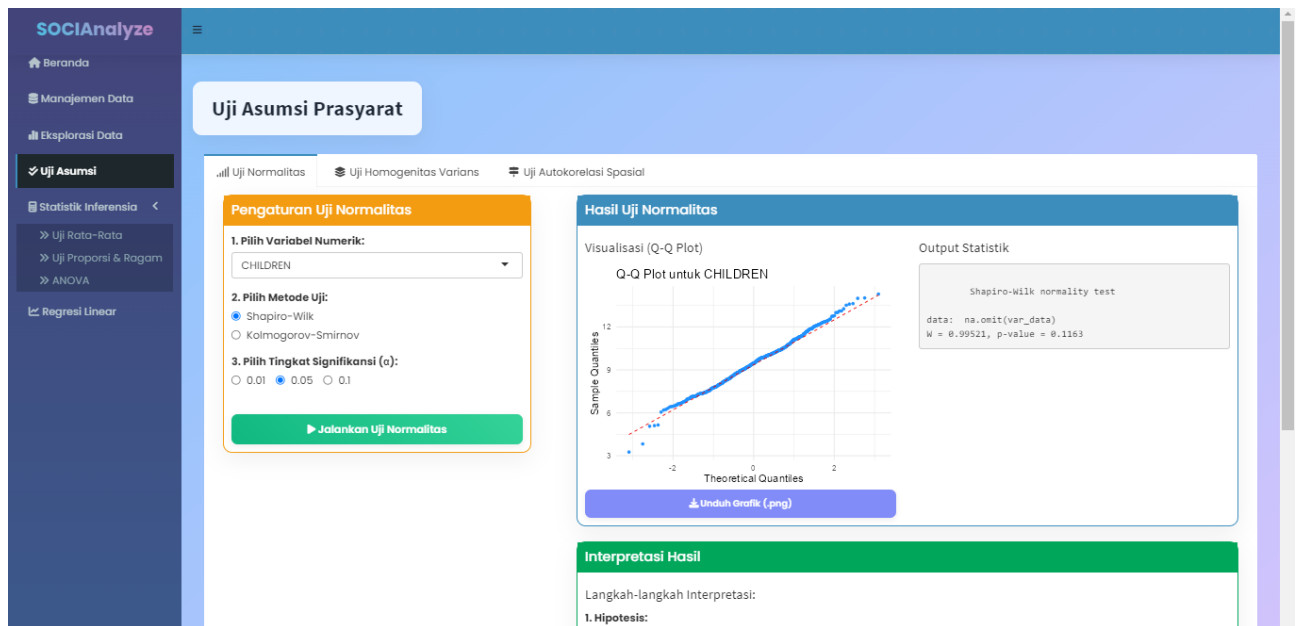 SOCIAnalyze
Beranda
Manajemen Data
Eksplorasi Data
Uji Asumsi
Statistik Inferensia
Uji Rata-Rata
Uji Proporsi & Ragam
ANOVA
Regresi Linear
Uji Asumsi Prasyarat
Uji Normalitas
Uji Homogenitas Varians
Uji Autokorelasi Spasial
Pengaturan Uji Normalitas
1. Pilih Variabel Numerik:
CHILDREN
2. Pilih Metode Uji:
Shapiro-Wilk
Kolmogorov-Smirnov
3. Pilih Tingkat Signifikansi (α):
0.01 0.05 0.1
Jalankan Uji Normalitas
Hasil Uji Normalitas
Visualisasi (Q-Q Plot)
Q-Q Plot untuk CHILDREN
Sample Quantiles
12
9
6
3
-2 0 2
Theoretical Quantiles
Unduh Grafik (.png)
Output Statistik
Shapiro-Wilk normality test
data: na.omit(var_data)
W = 0.99521, p-value = 0.1163
Interpretasi Hasil
Langkah-langkah Interpretasi:
1. Hipotesis: